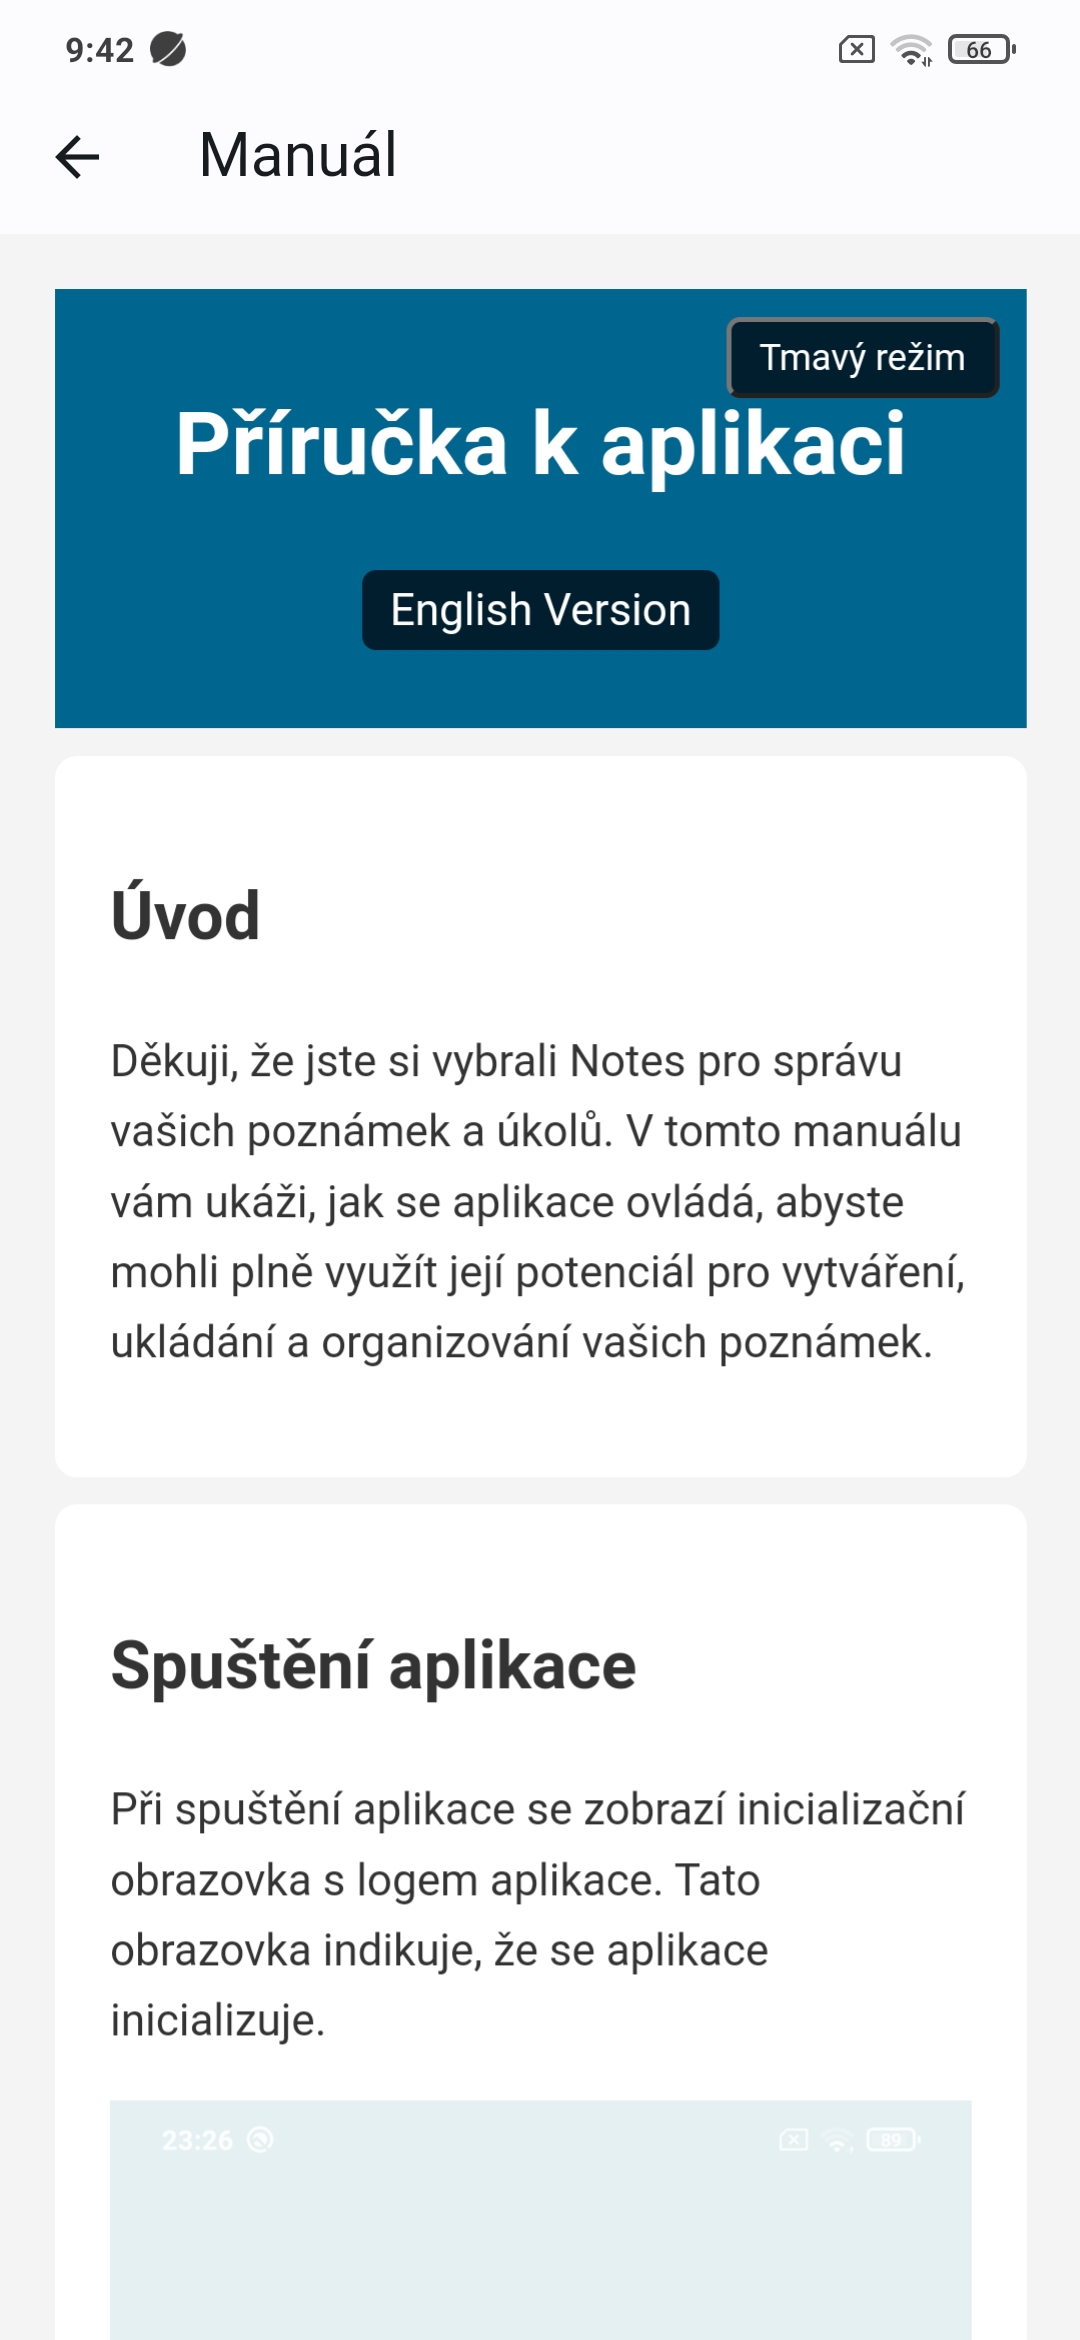 9:42
66
Manuál
Tmavý režim
Příručka k aplikaci
English Version
Úvod
Děkuji, že jste si vybrali Notes pro správu
vašich poznámek a úkolů. V tomto manuálu
vám ukáži, jak se aplikace ovládá, abyste
mohli plně využít její potenciál pro vytváření,
ukládání a organizování vašich poznámek.
Spuštění aplikace
Při spuštění aplikace se zobrazí inicializační
obrazovka s logem aplikace. Tato
obrazovka indikuje, že se aplikace
inicializuje.
23:26
89